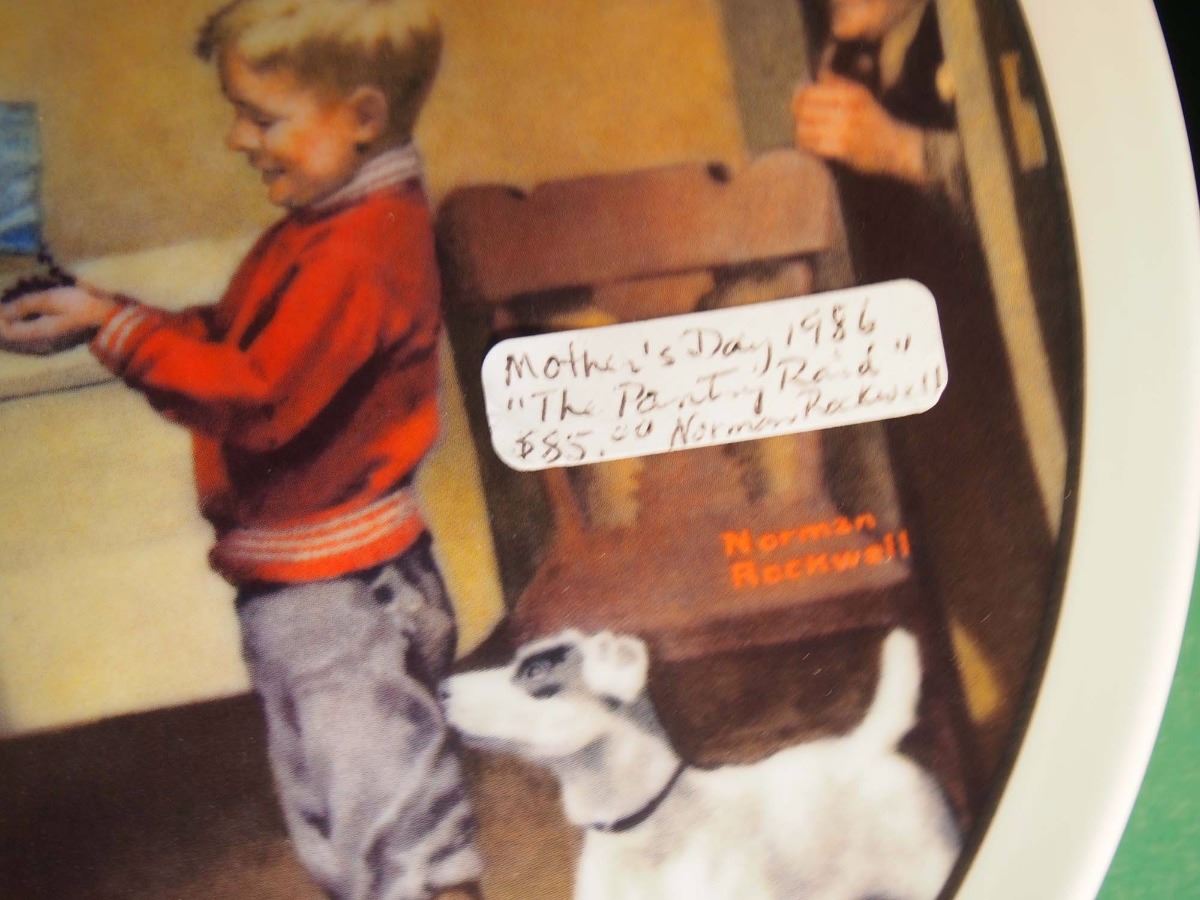 Mother's Day, 1986
"The Pantry Raid"
$85.00 Norman Rockwell
Norman
Rockwell